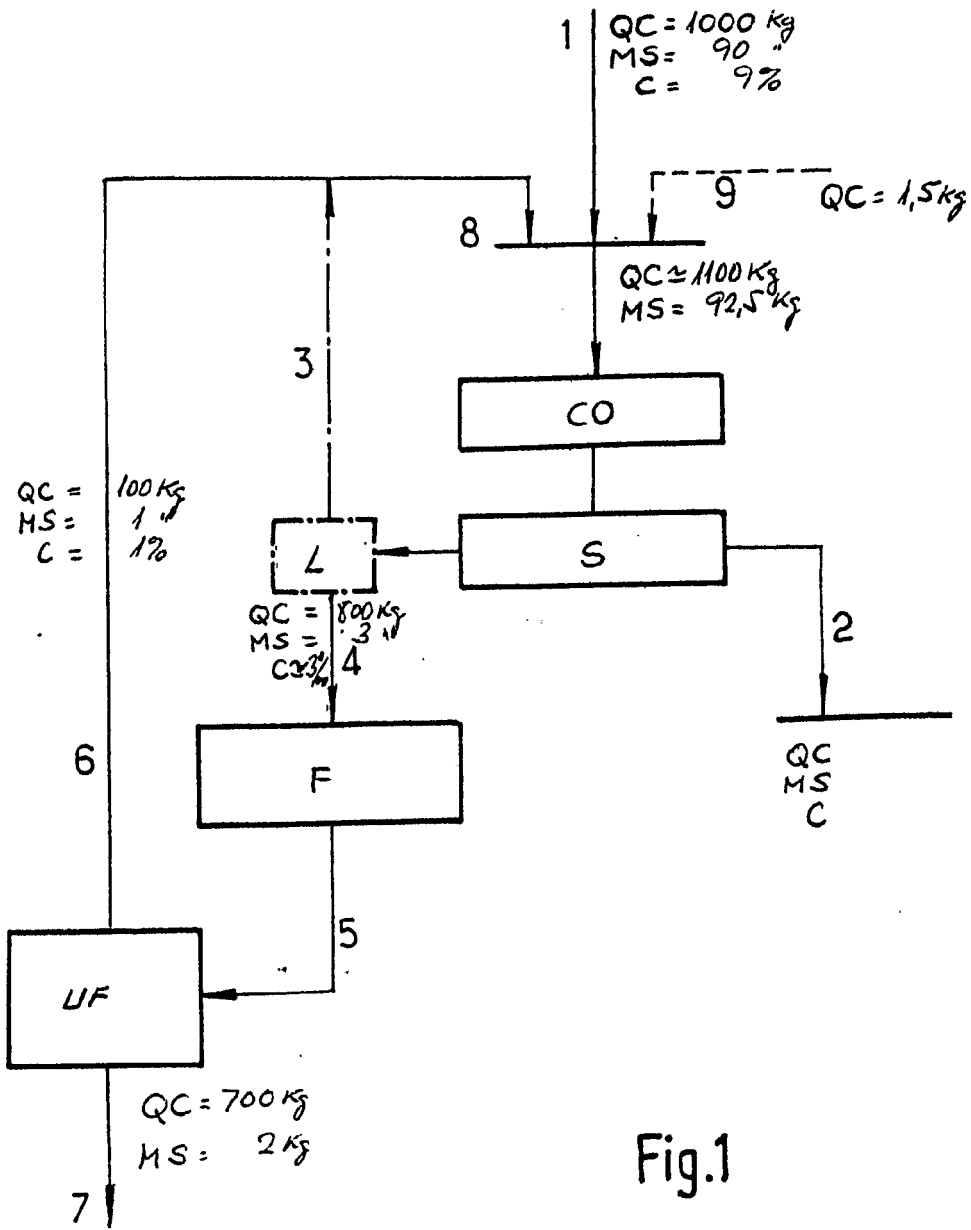 1
QC = 1000 kg
MS = 90 "
C = 9%
9
QC = 1,5 kg
8
QC ≃ 1100 Kg
MS = 92,5 Kg
3
CO
QC = 100 Kg
MS = 1 "
C = 1%
L
S
QC = 800 Kg
MS = 3 "
C ≃ 3‰
4
2
6
F
QC
MS
C
5
UF
QC = 700 Kg
MS = 2 Kg
7
Fig.1